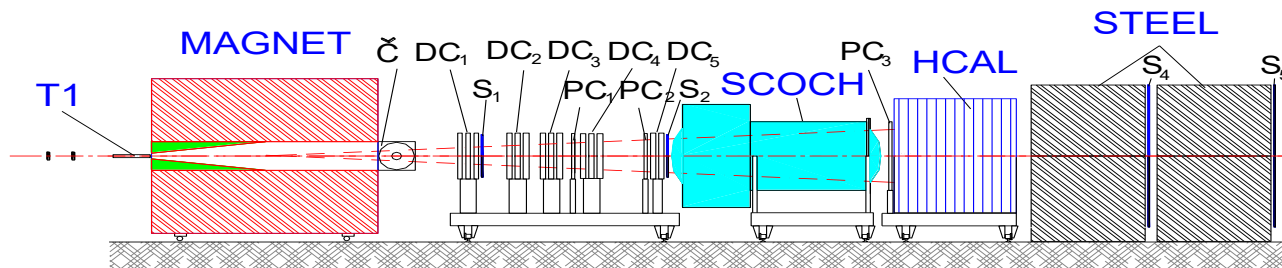 T1
MAGNET
Č
DC₁
S₁
DC₂
DC₃
PC₁
DC₄
PC₂
DC₅
S₂
SCOCH
PC₃
HCAL
STEEL
S₄
S₅